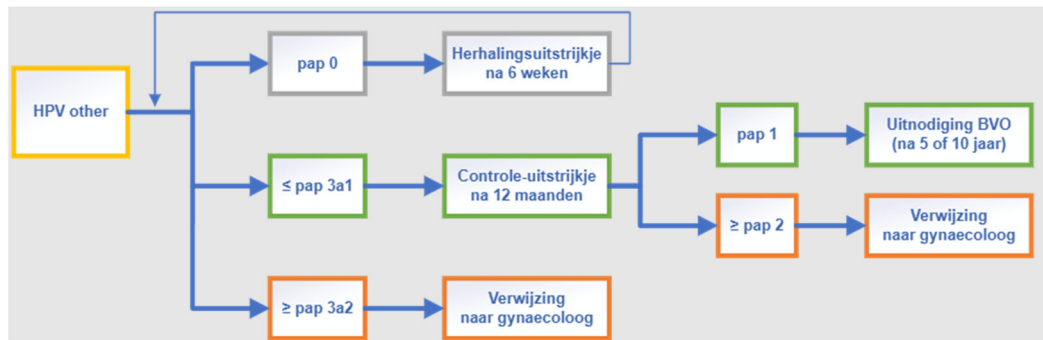 HPV other
pap 0
Herhalingsuitstrijkje
na 6 weken
≤ pap 3a1
Controle-uitstrijkje
na 12 maanden
pap 1
Uitnodiging BVO
(na 5 of 10 jaar)
≥ pap 2
Verwijzing
naar gynaecoloog
≥ pap 3a2
Verwijzing
naar gynaecoloog